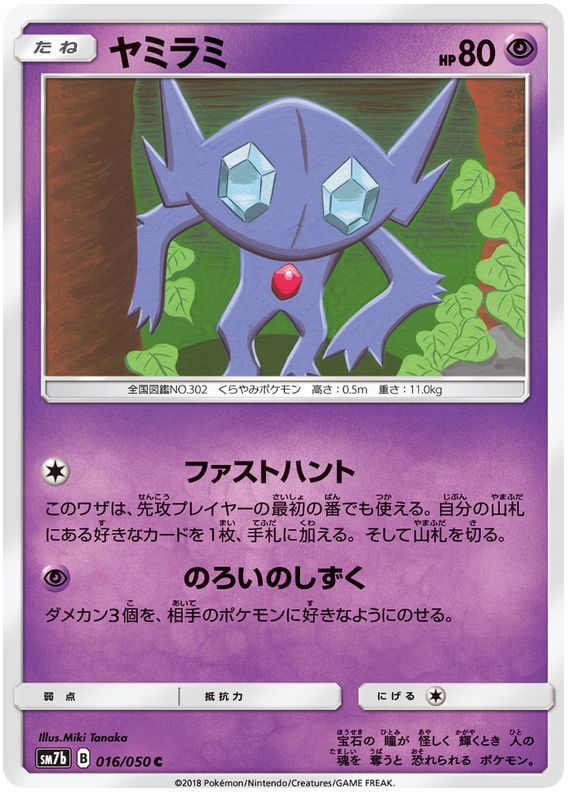 たね ヤミラミ HP80
全国図鑑NO.302 くらやみポケモン 高さ:0.5m 重さ:11.0kg
ファストハント
このワザは、先攻プレイヤーの最初の番でも使える。自分の山札
にある好きなカードを1枚、手札に加える。そして山札を切る。
のろいのしずく
ダメカン3個を、相手のポケモンに好きなようにのせる。
弱点 抵抗力 にげる
Illus.Miki Tanaka
宝石の 瞳が 怪しく 輝くとき 人の
魂を 奪うと 恐れられる ポケモン。
SM7b B 016/050 C
©2018 Pokémon/Nintendo/Creatures/GAME FREAK.